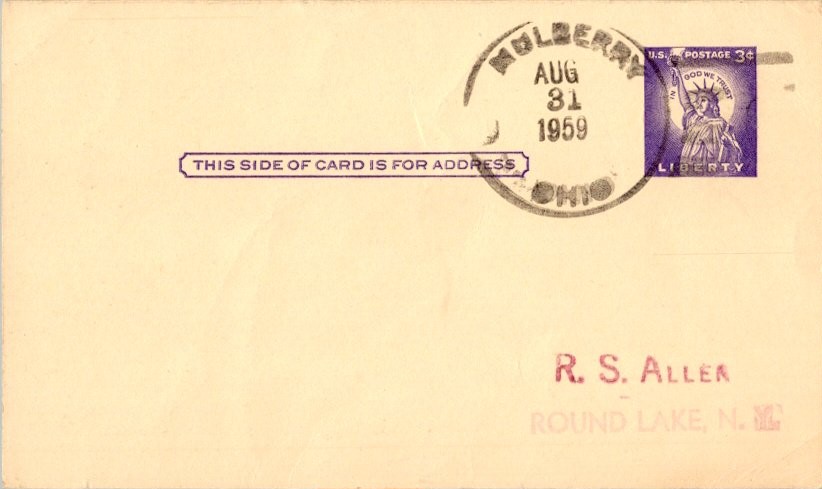 MULBERRY
AUG
31
1959
OHIO
U.S. POSTAGE 3¢
IN GOD WE TRUST
LIBERTY
THIS SIDE OF CARD IS FOR ADDRESS
R. S. ALLEN
ROUND LAKE, N. Y.